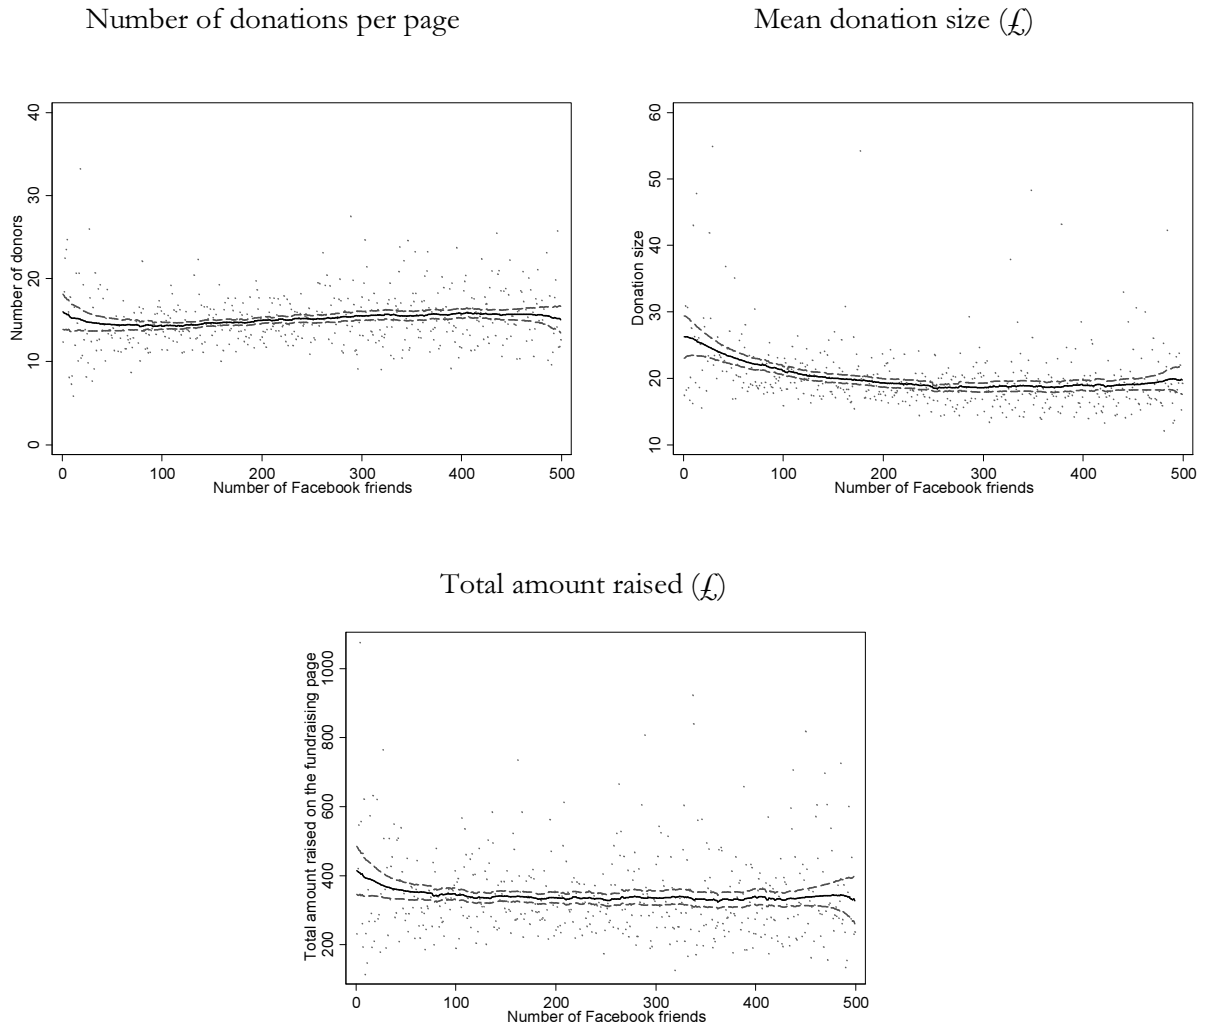 Number of donations per page
Mean donation size (£)
Number of donors
0
10
20
30
40
0 100 200 300 400 500
Number of Facebook friends
Donation size
10
20
30
40
50
60
0 100 200 300 400 500
Number of Facebook friends
Total amount raised (£)
Total amount raised on the fundraising page
200
400
600
800
1000
0 100 200 300 400 500
Number of Facebook friends